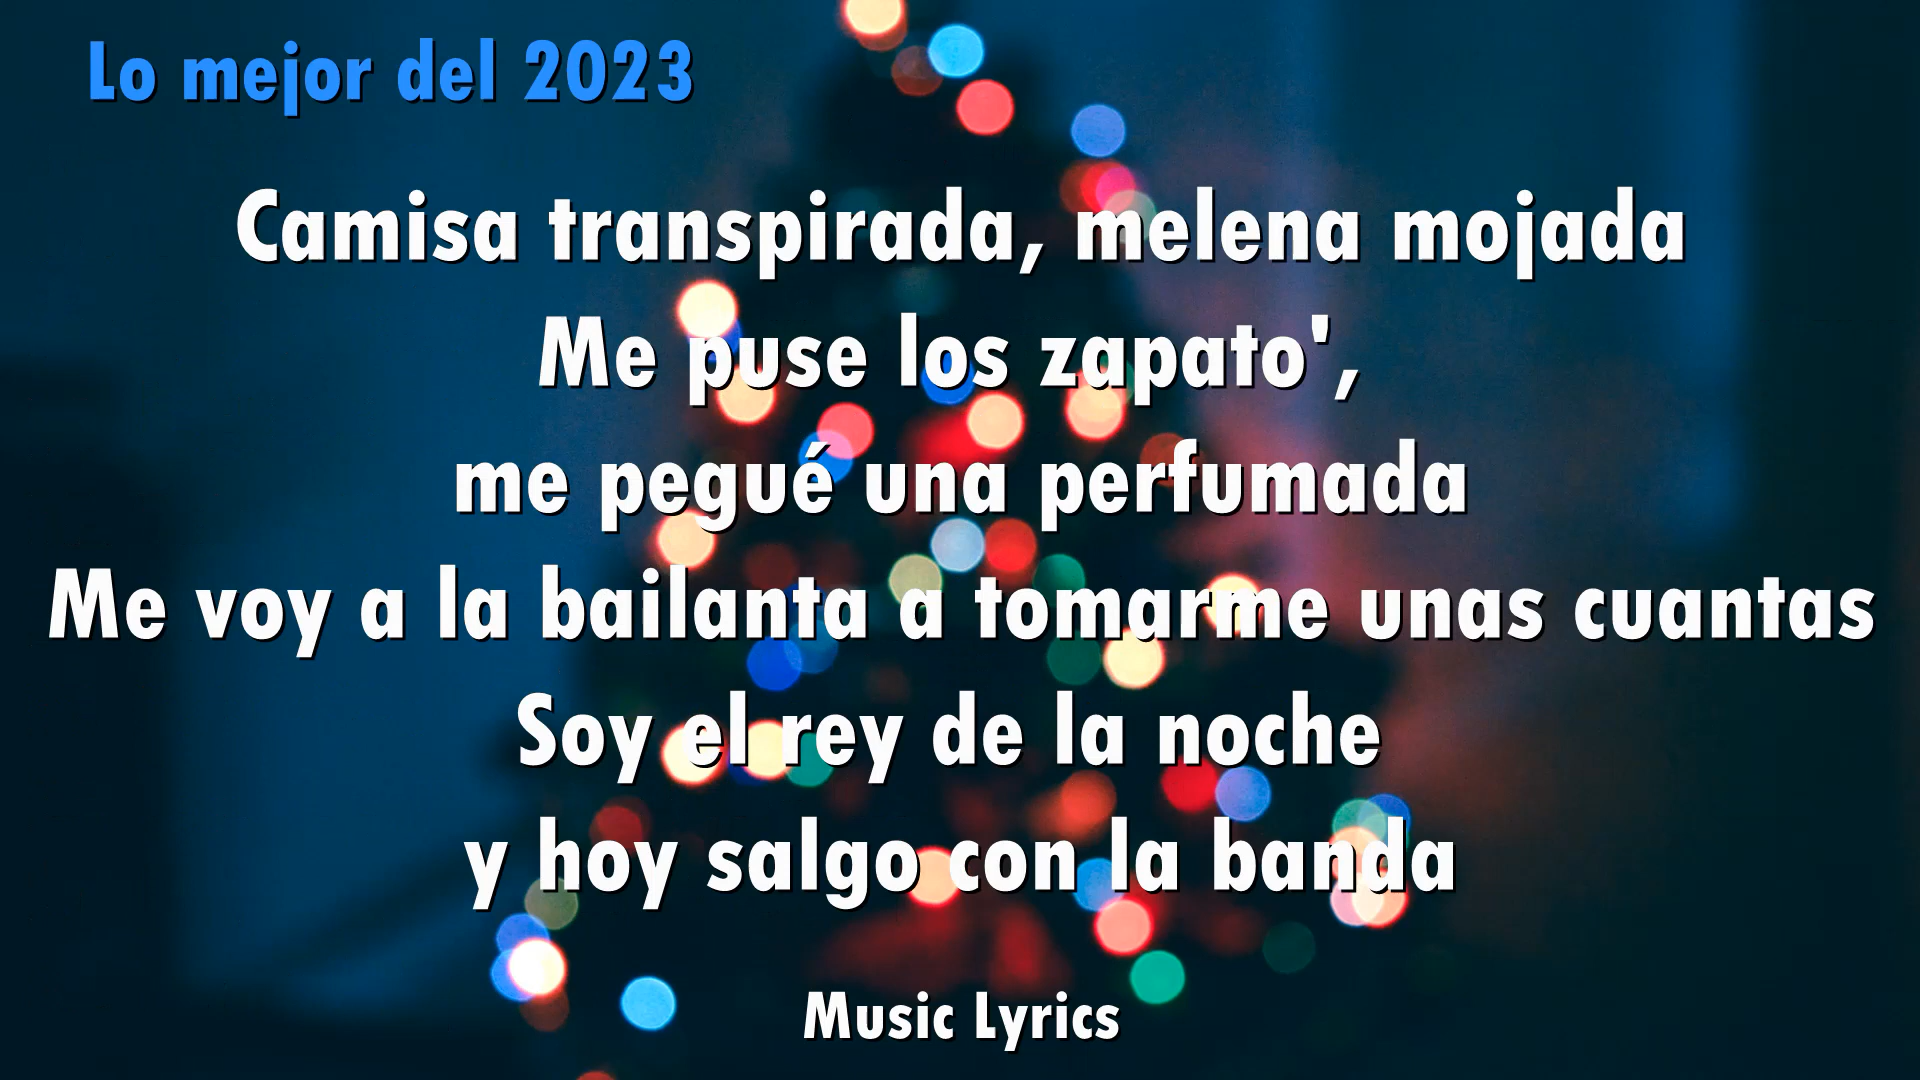 Lo mejor del 2023
Camisa transpirada, melena mojada
Me puse los zapato',
me pegué una perfumada
Me voy a la bailanta a tomarme unas cuantas
Soy el rey de la noche
y hoy salgo con la banda
Music Lyrics